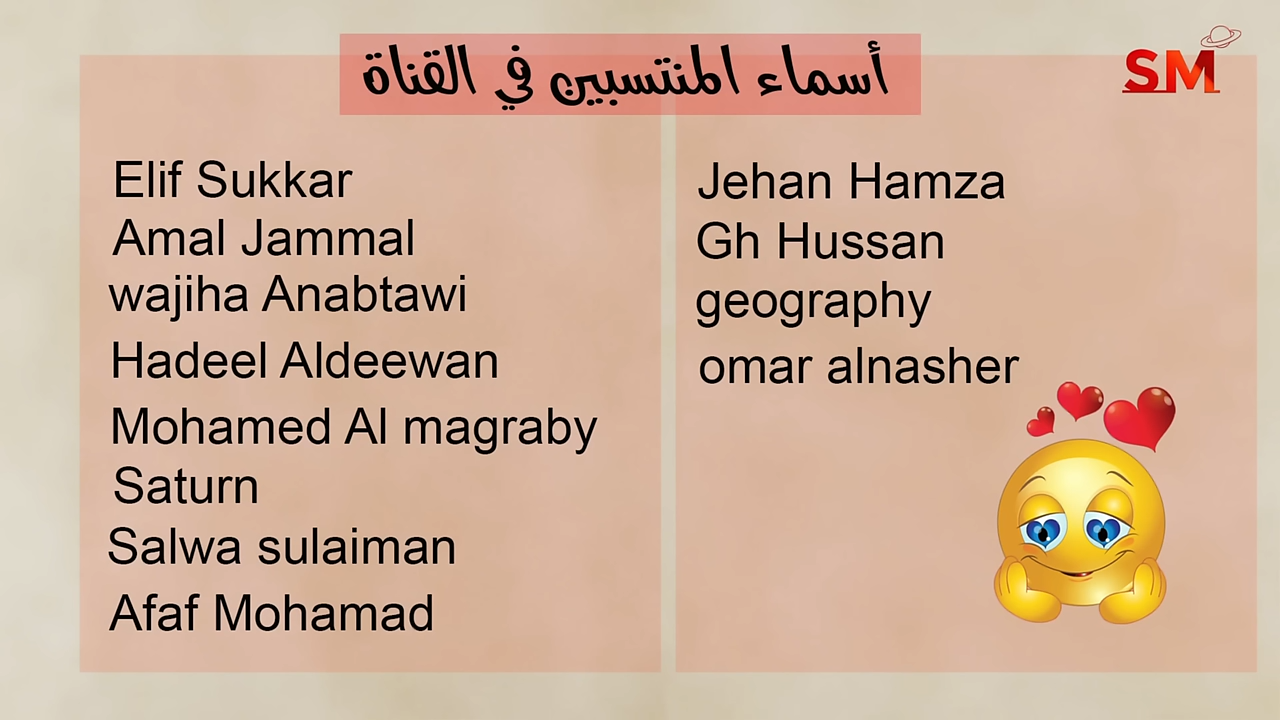 أسماء المنتسبين في القناة
SM
Elif Sukkar
Amal Jammal
wajiha Anabtawi
Hadeel Aldeewan
Mohamed Al magraby
Saturn
Salwa sulaiman
Afaf Mohamad
Jehan Hamza
Gh Hussan
geography
omar alnasher